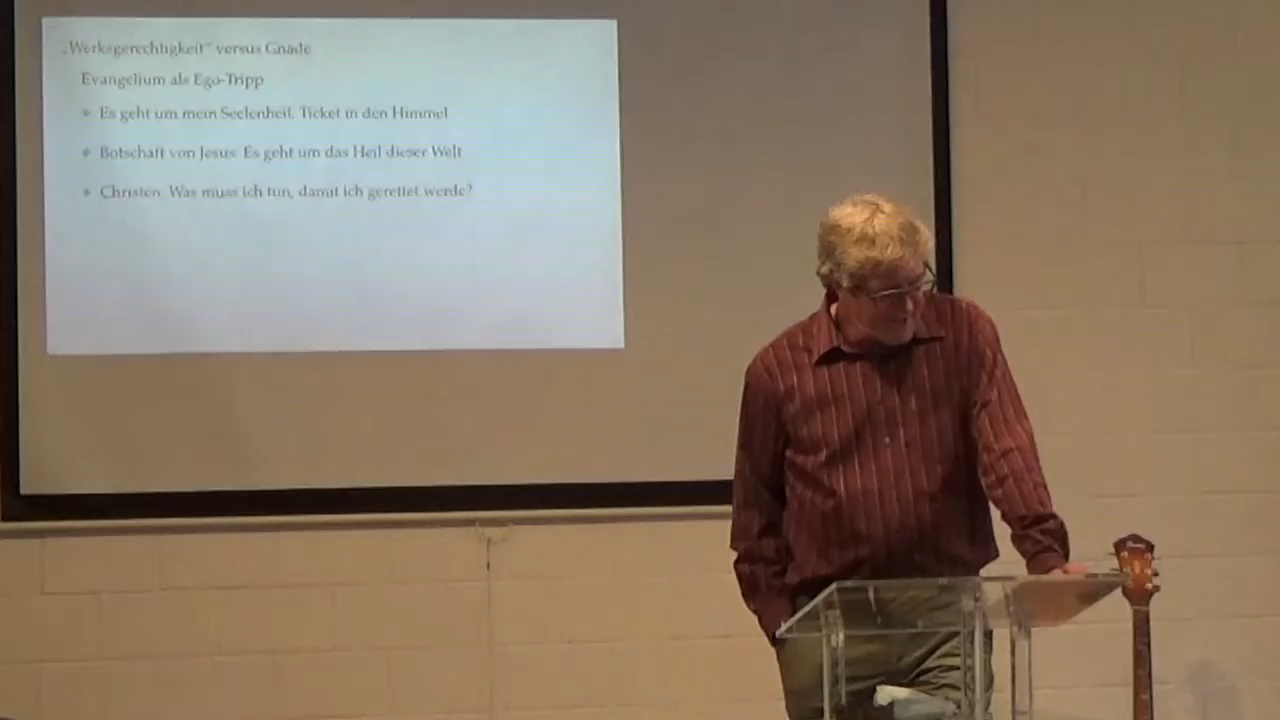 „Werksgerechtigkeit" versus Gnade
Evangelium als Ego-Tripp
Es geht um mein Seelenheil. Ticket in den Himmel
Botschaft von Jesus: Es geht um das Heil dieser Welt
Christen: Was muss ich tun, damit ich gerettet werde?